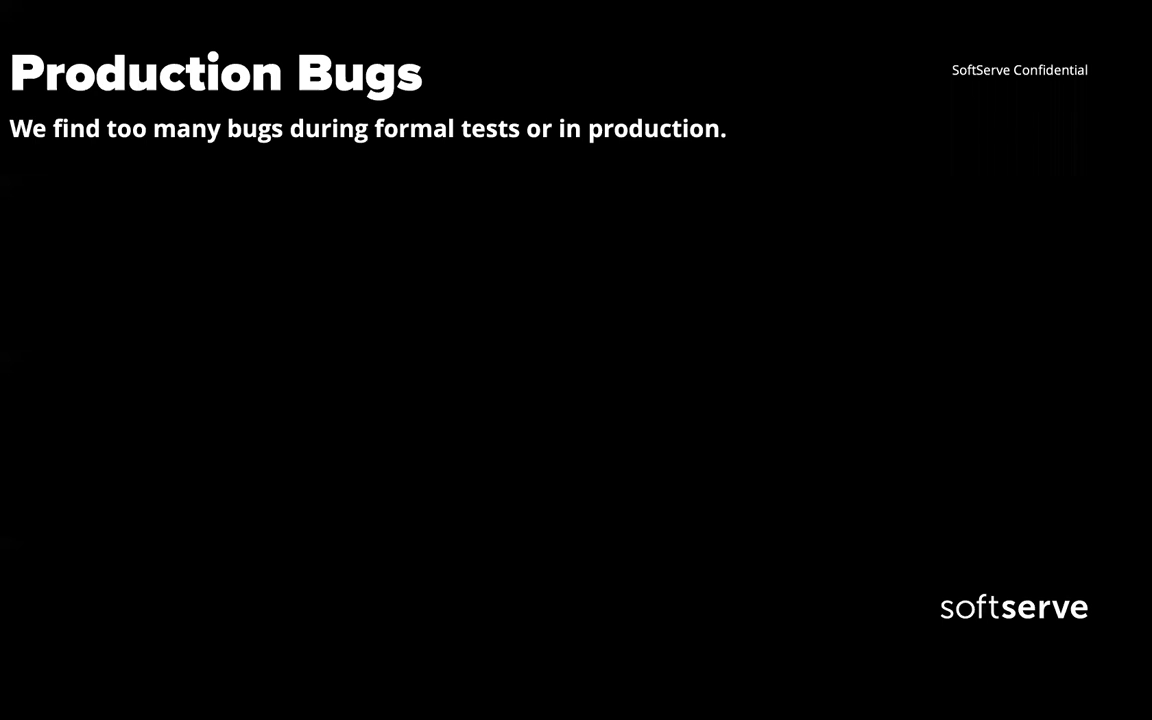 Production Bugs
SoftServe Confidential
We find too many bugs during formal tests or in production.
softserve